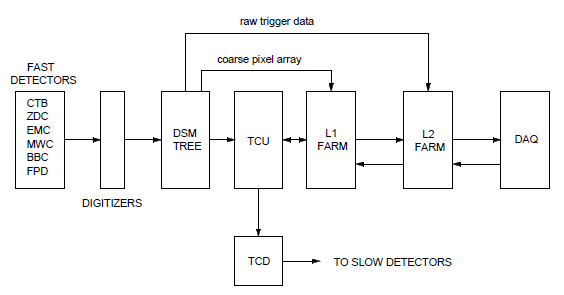 raw trigger data
coarse pixel array
FAST
DETECTORS
CTB
ZDC
EMC
MWC
BBC
FPD
DIGITIZERS
DSM
TREE
TCU
L1
FARM
L2
FARM
DAQ
TCD
TO SLOW DETECTORS